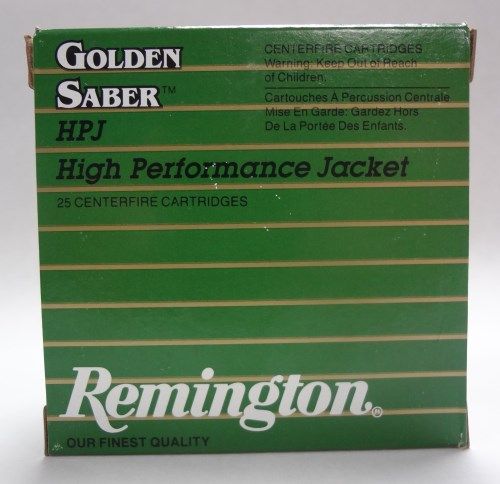 GOLDEN
SABER™
HPJ
High Performance Jacket
25 CENTERFIRE CARTRIDGES
CENTERFIRE CARTRIDGES
Warning: Keep Out of Reach
of Children.
Cartouches À Percussion Centrale
Mise En Garde: Gardez Hors
De La Portée Des Enfants.
Remington®
OUR FINEST QUALITY